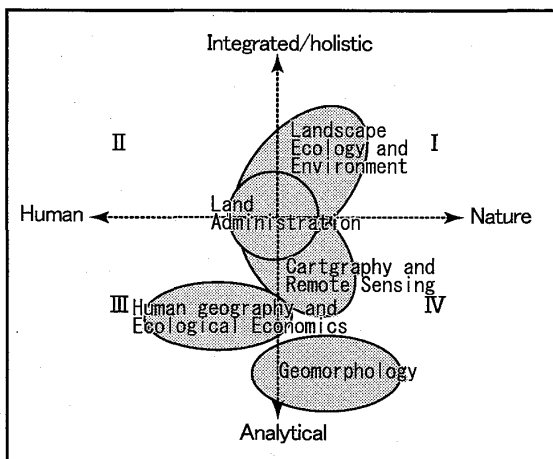 Integrated/holistic
II
Landscape
Ecology and
Environment
I
Human
Land
Administration
Nature
Cartgraphy and
Remote Sensing
III
Human geography and
Ecological Economics
IV
Geomorphology
Analytical